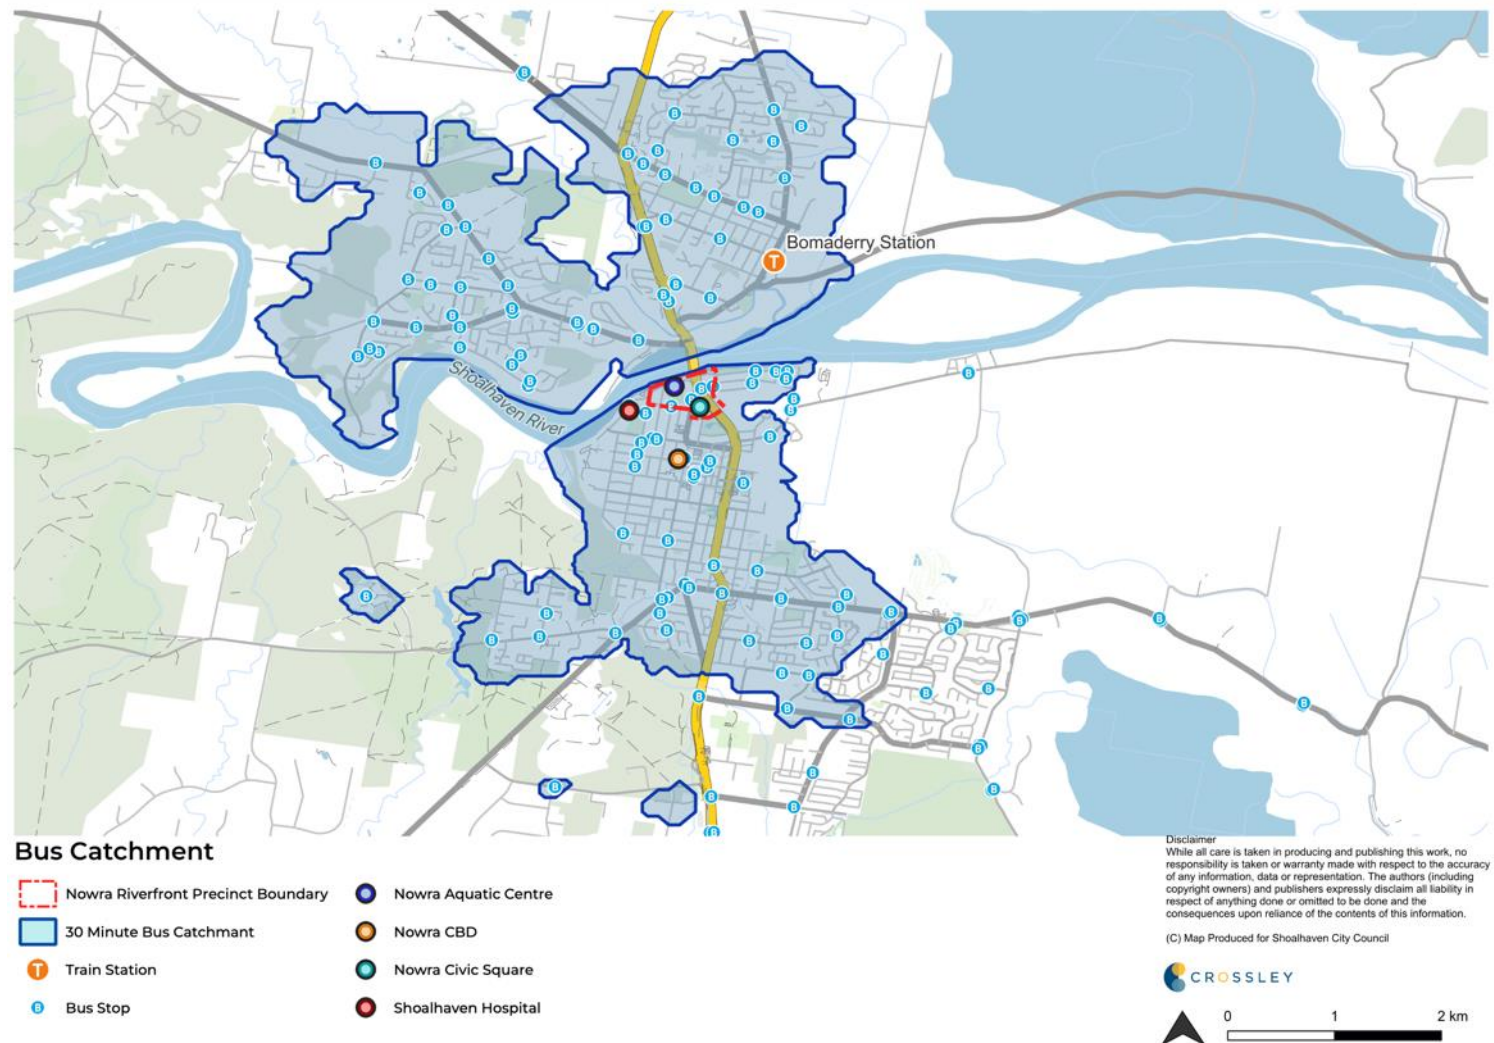 Bomaderry Station
T
Shoalhaven River
Bus Catchment
Nowra Riverfront Precinct Boundary
30 Minute Bus Catchmant
T Train Station
B Bus Stop
Nowra Aquatic Centre
Nowra CBD
Nowra Civic Square
Shoalhaven Hospital
Disclaimer
While all care is taken in producing and publishing this work, no
responsibility is taken or warranty made with respect to the accuracy
of any information, data or representation. The authors (including
copyright owners) and publishers expressly disclaim all liability in
respect of anything done or omitted to be done and the
consequences upon reliance of the contents of this information.
(C) Map Produced for Shoalhaven City Council
CROSSLEY
0 1 2 km